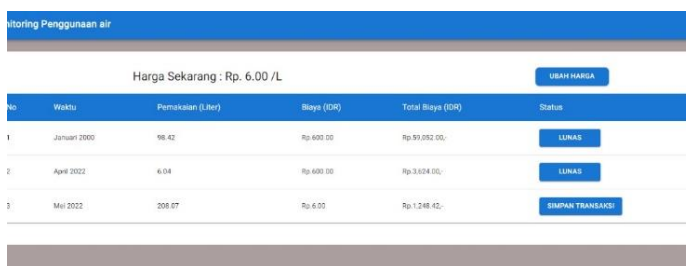 nitoring Penggunaan air
Harga Sekarang : Rp. 6.00 /L
UBAH HARGA
No Waktu Pemakaian (Liter) Biaya (IDR) Total Biaya (IDR) Status
1 Januari 2000 98.42 Rp.600.00 Rp.59,052.00,- LUNAS
2 April 2022 6.04 Rp.600.00 Rp.3,624.00,- LUNAS
3 Mei 2022 208.07 Rp.6.00 Rp.1,248.42,- SIMPAN TRANSAKSI